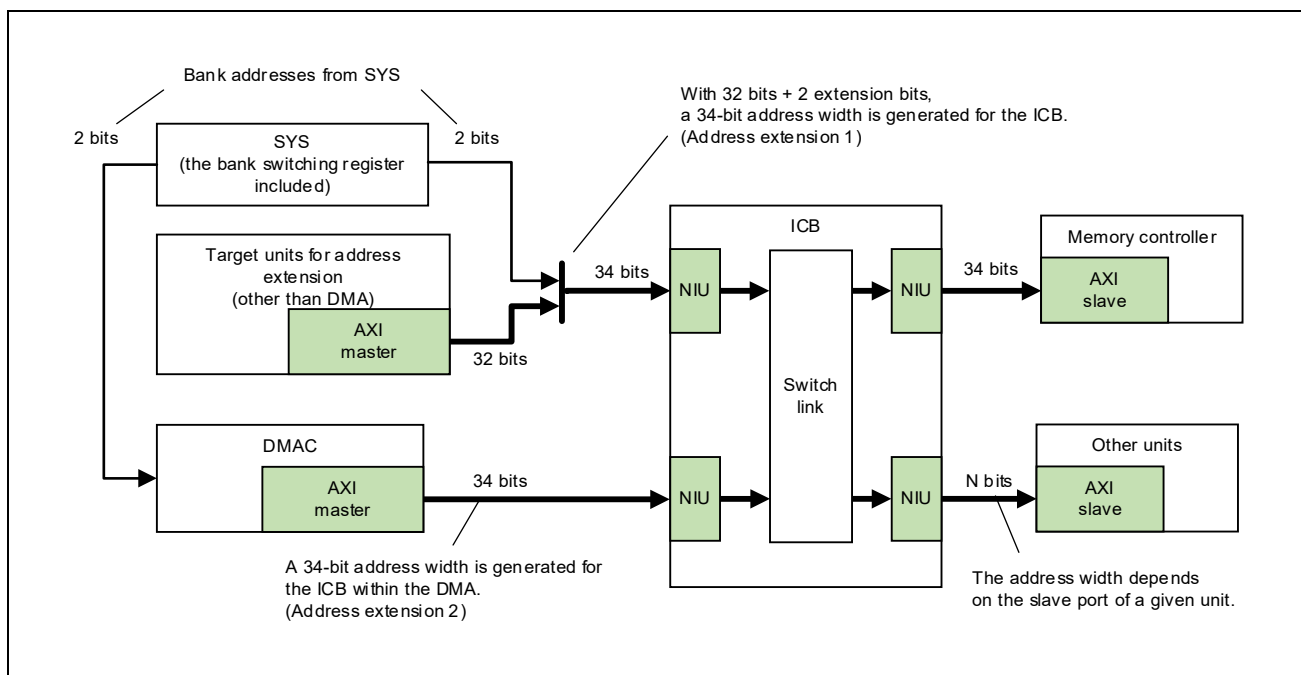 Bank addresses from SYS
2 bits
2 bits
SYS
(the bank switching register
included)
With 32 bits + 2 extension bits,
a 34-bit address width is generated for the ICB.
(Address extension 1)
Target units for address
extension
(other than DMA)
AXI
master
32 bits
34 bits
ICB
NIU
NIU
34 bits
Memory controller
AXI
slave
Switch
link
DMAC
AXI
master
34 bits
NIU
NIU
N bits
Other units
AXI
slave
A 34-bit address width is generated for
the ICB within the DMA.
(Address extension 2)
The address width depends
on the slave port of a given unit.